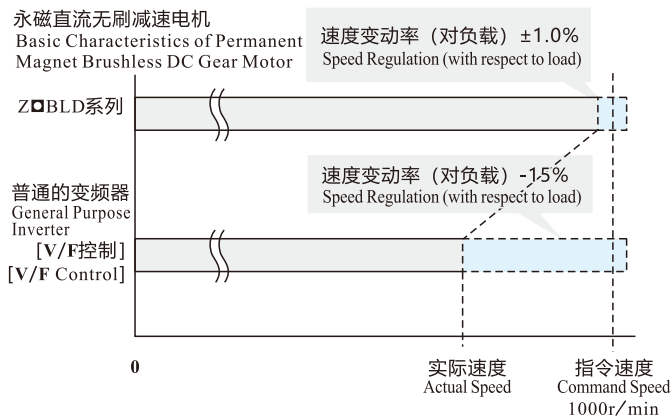 永磁直流无刷减速电机
Basic Characteristics of Permanent
Magnet Brushless DC Gear Motor
速度变动率（对负载）±1.0%
Speed Regulation (with respect to load)
Z◘BLD系列
速度变动率（对负载）-15%
Speed Regulation (with respect to load)
普通的变频器
General Purpose
Inverter
[V/F控制]
[V/F Control]
0
实际速度
Actual Speed
指令速度
Command Speed
1000r/min